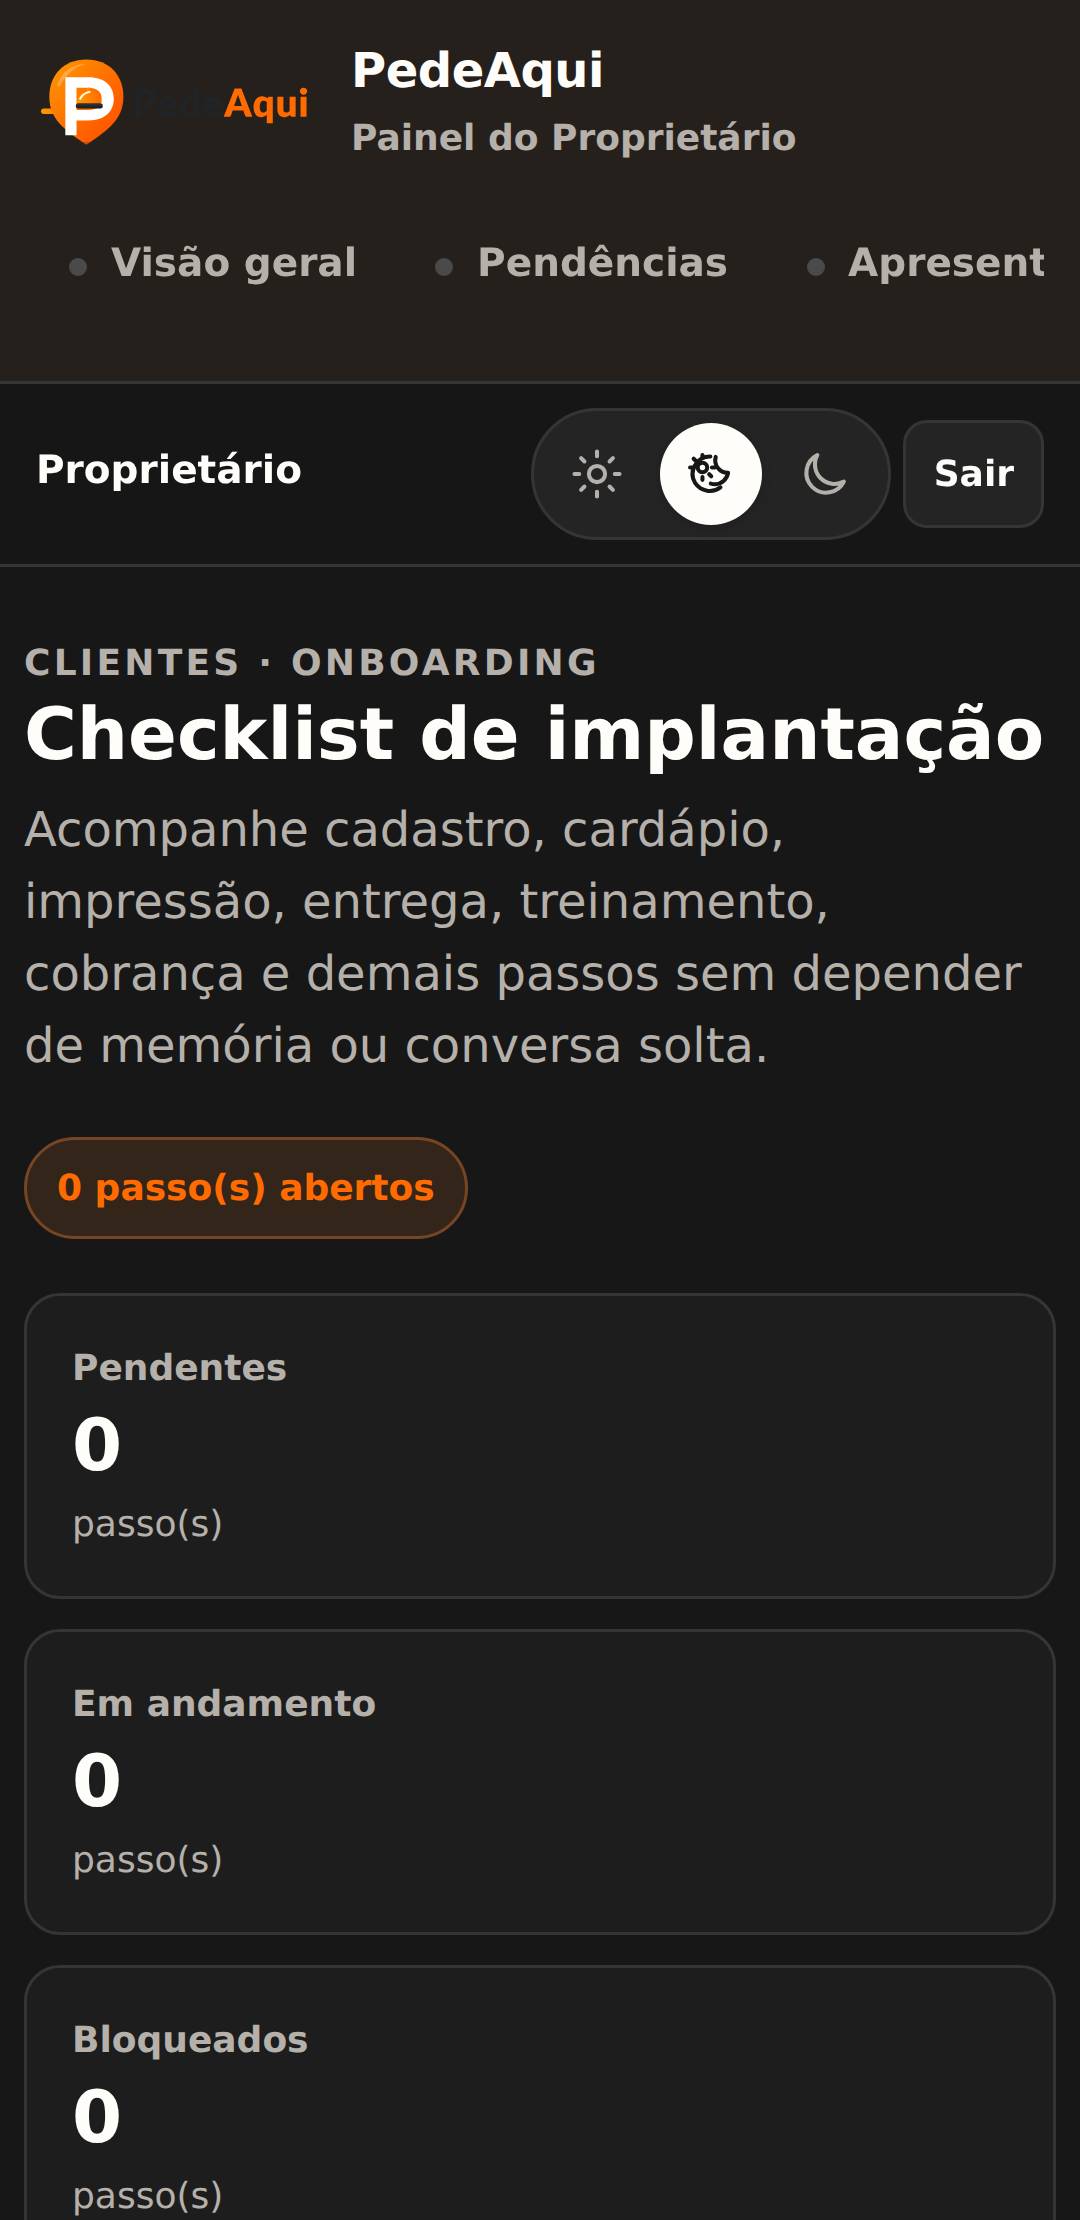 PedeAqui
PedeAqui
Painel do Proprietário
Visão geral
Pendências
Apresent
Proprietário
Sair
CLIENTES · ONBOARDING
Checklist de implantação
Acompanhe cadastro, cardápio,
impressão, entrega, treinamento,
cobrança e demais passos sem depender
de memória ou conversa solta.
0 passo(s) abertos
Pendentes
0
passo(s)
Em andamento
0
passo(s)
Bloqueados
0
passo(s)